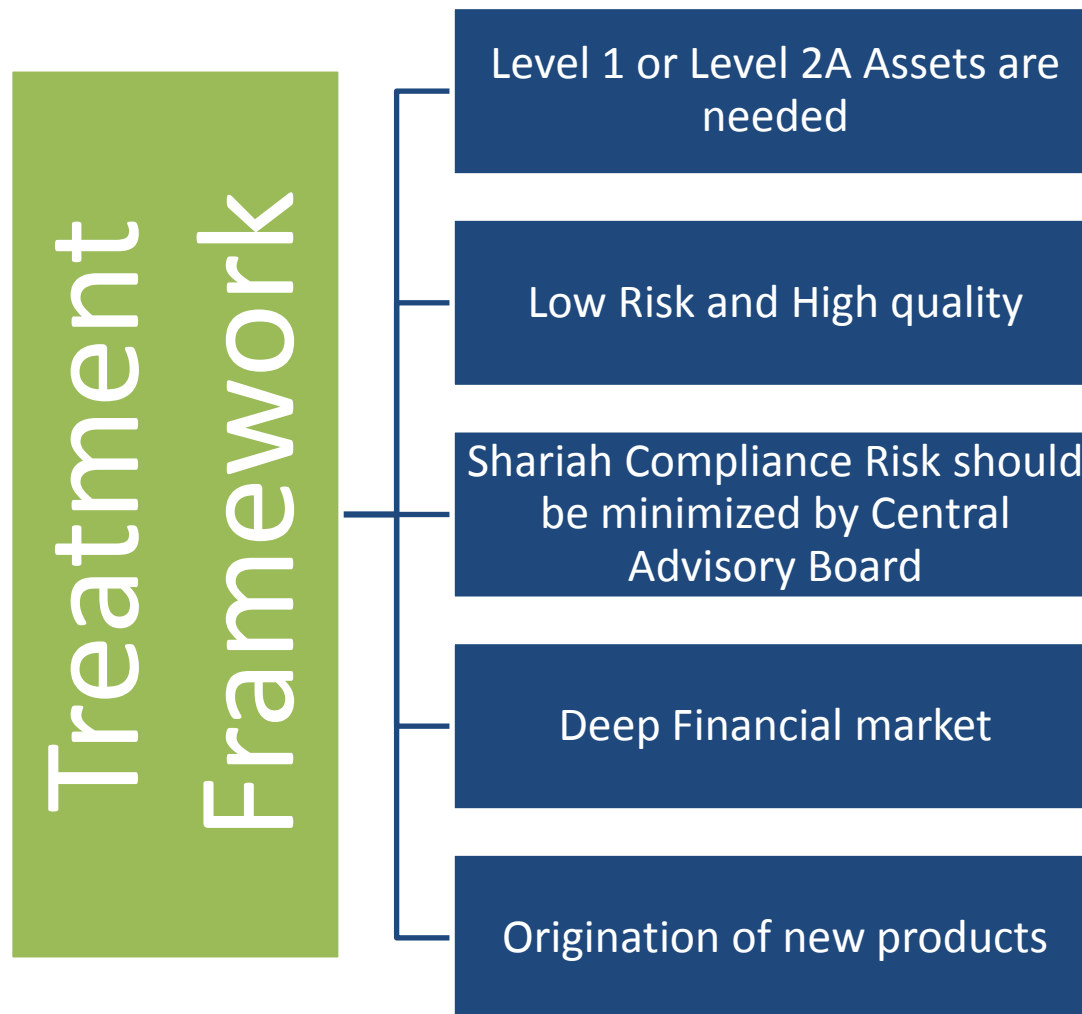 Treatment
Framework
Level 1 or Level 2A Assets are
needed
Low Risk and High quality
Shariah Compliance Risk should
be minimized by Central
Advisory Board
Deep Financial market
Origination of new products